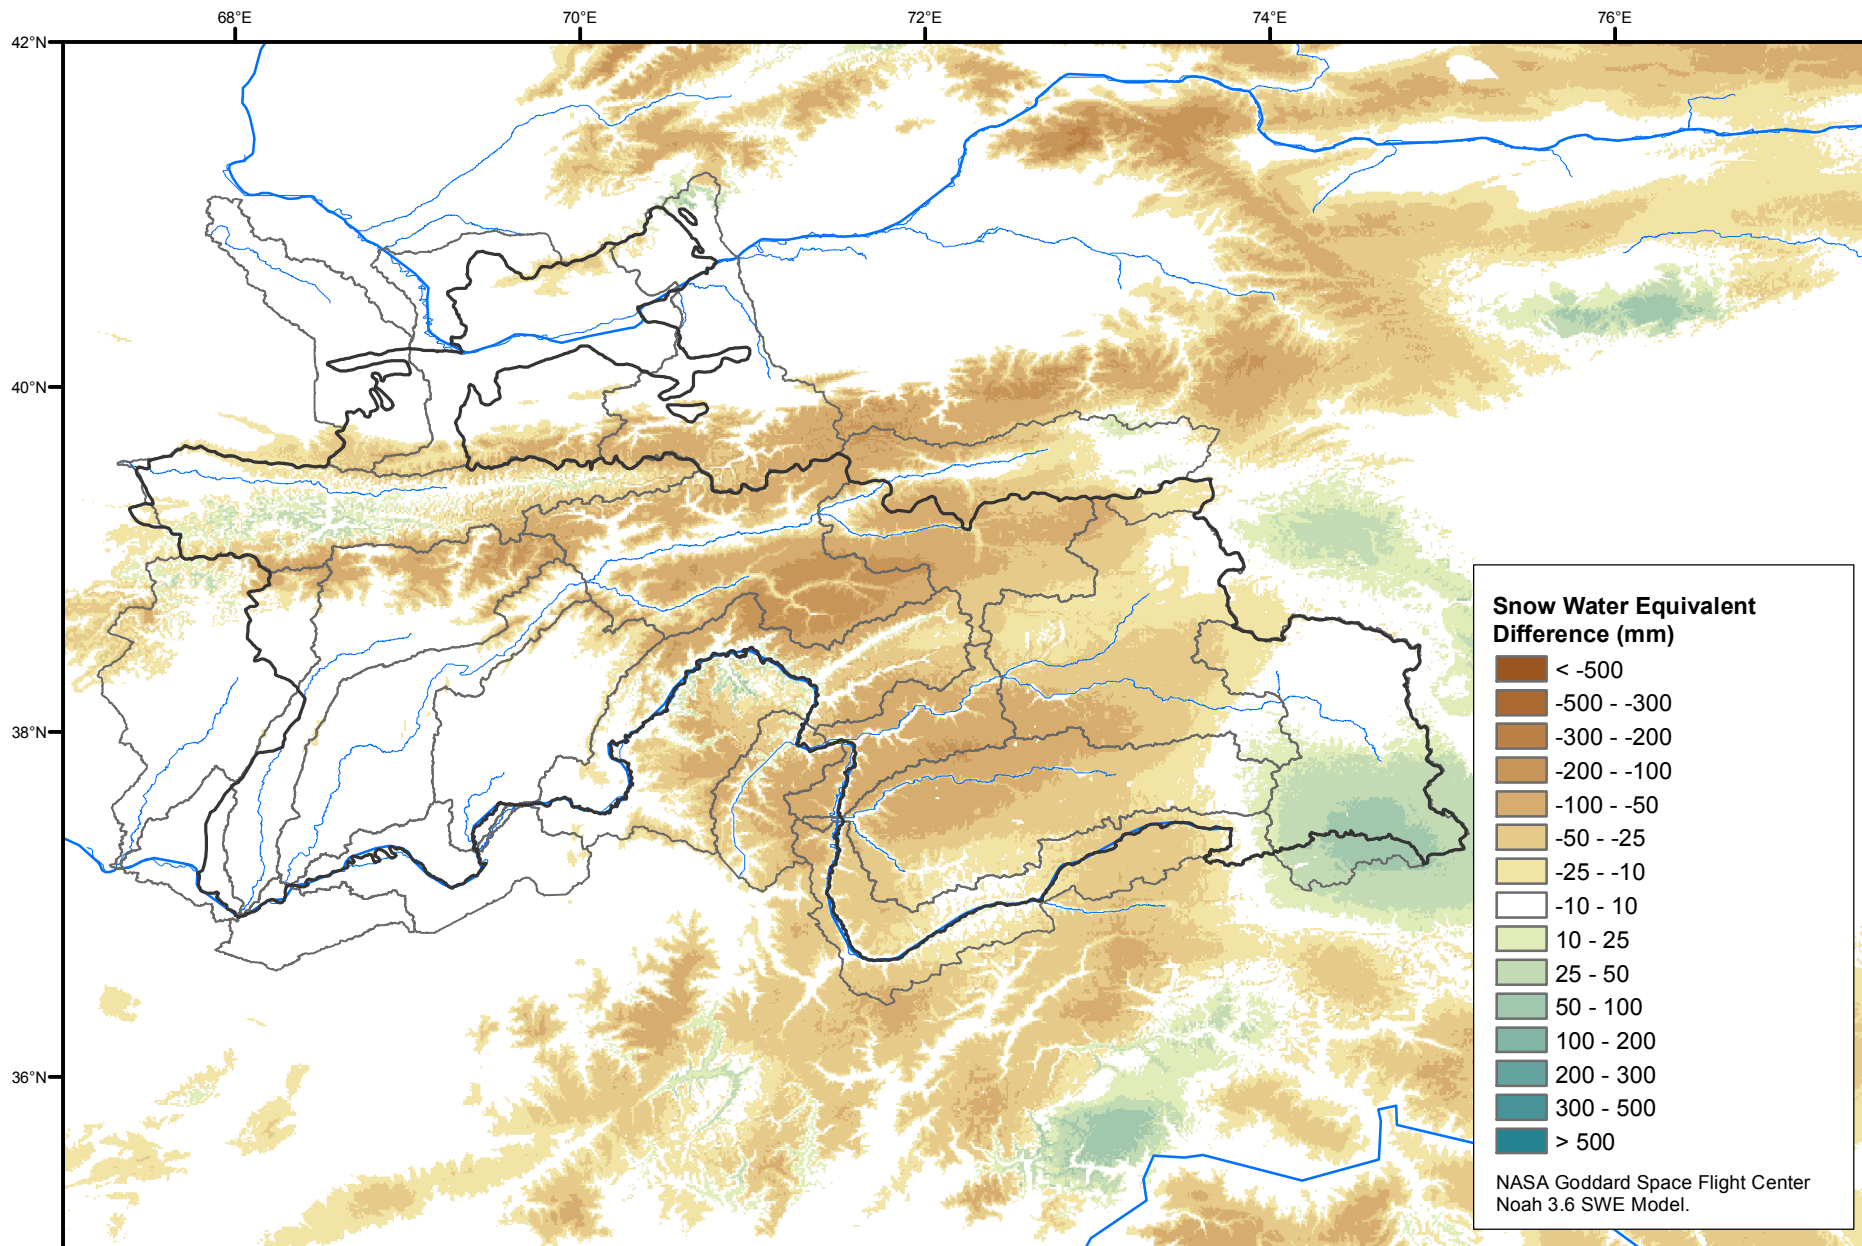 68°E
70°E
72°E
74°E
76°E
42°N
40°N
38°N
36°N
Snow Water Equivalent
Difference (mm)
< -500
-500 - -300
-300 - -200
-200 - -100
-100 - -50
-50 - -25
-25 - -10
-10 - 10
10 - 25
25 - 50
50 - 100
100 - 200
200 - 300
300 - 500
> 500
NASA Goddard Space Flight Center
Noah 3.6 SWE Model.